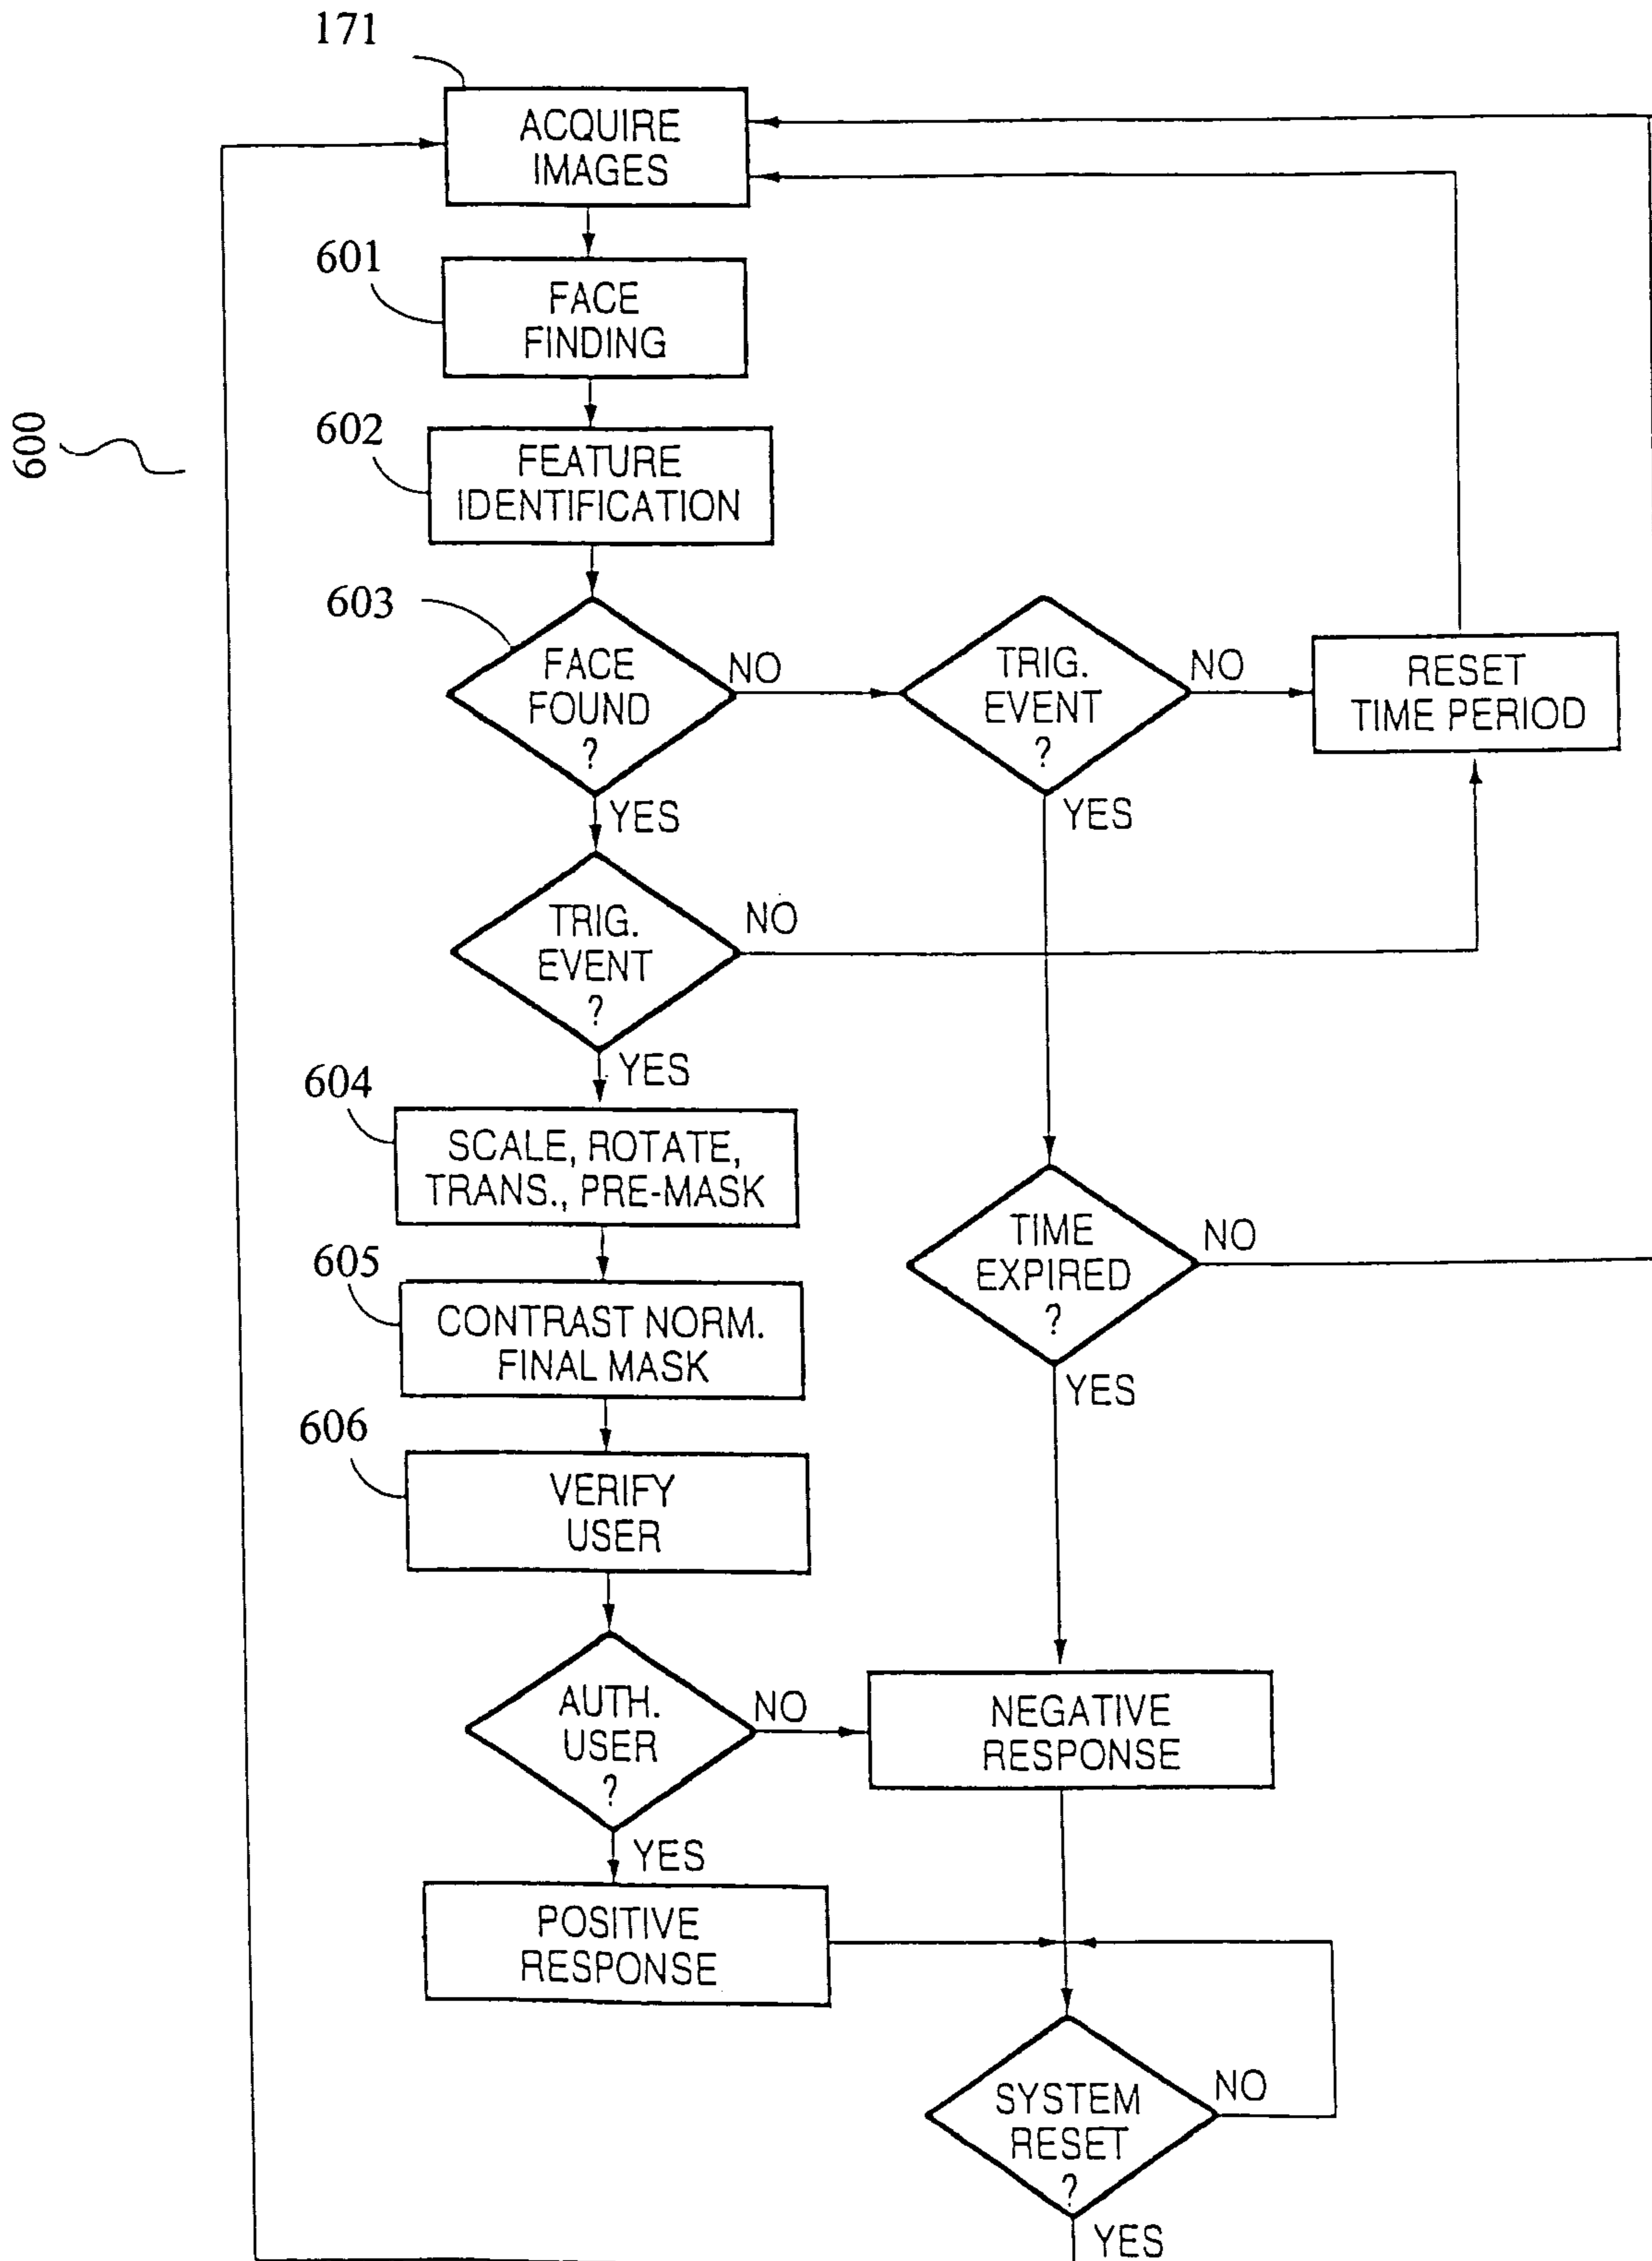 171
ACQUIRE
IMAGES
601
FACE
FINDING
600
602
FEATURE
IDENTIFICATION
603
FACE
FOUND
?
NO
TRIG.
EVENT
?
NO
RESET
TIME PERIOD
YES
YES
TRIG.
EVENT
?
NO
YES
604
SCALE, ROTATE,
TRANS., PRE-MASK
TIME
EXPIRED
?
NO
605
CONTRAST NORM.
FINAL MASK
YES
606
VERIFY
USER
AUTH.
USER
?
NO
NEGATIVE
RESPONSE
YES
POSITIVE
RESPONSE
SYSTEM
RESET
?
NO
YES